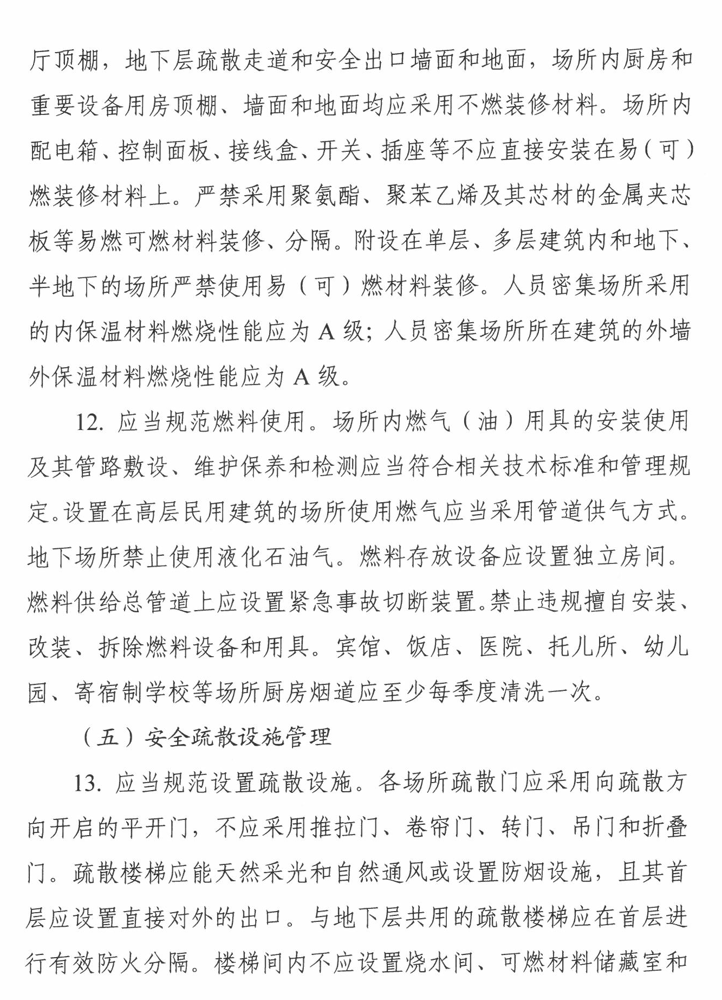 厅顶棚，地下层疏散走道和安全出口墙面和地面，场所内厨房和
重要设备用房顶棚、墙面和地面均应采用不燃装修材料。场所内
配电箱、控制面板、接线盒、开关、插座等不应直接安装在易（可）
燃装修材料上。严禁采用聚氨酯、聚苯乙烯及其芯材的金属夹芯
板等易燃可燃材料装修、分隔。附设在单层、多层建筑内和地下、
半地下的场所严禁使用易（可）燃材料装修。人员密集场所采用
的内保温材料燃烧性能应为 A 级；人员密集场所所在建筑的外墙
外保温材料燃烧性能应为 A 级。
12. 应当规范燃料使用。场所内燃气（油）用具的安装使用
及其管路敷设、维护保养和检测应当符合相关技术标准和管理规
定。设置在高层民用建筑的场所使用燃气应当采用管道供气方式。
地下场所禁止使用液化石油气。燃料存放设备应设置独立房间。
燃料供给总管道上应设置紧急事故切断装置。禁止违规擅自安装、
改装、拆除燃料设备和用具。宾馆、饭店、医院、托儿所、幼儿
园、寄宿制学校等场所厨房烟道应至少每季度清洗一次。
（五）安全疏散设施管理
13. 应当规范设置疏散设施。各场所疏散门应采用向疏散方
向开启的平开门，不应采用推拉门、卷帘门、转门、吊门和折叠
门。疏散楼梯应能天然采光和自然通风或设置防烟设施，且其首
层应设置直接对外的出口。与地下层共用的疏散楼梯应在首层进
行有效防火分隔。楼梯间内不应设置烧水间、可燃材料储藏室和